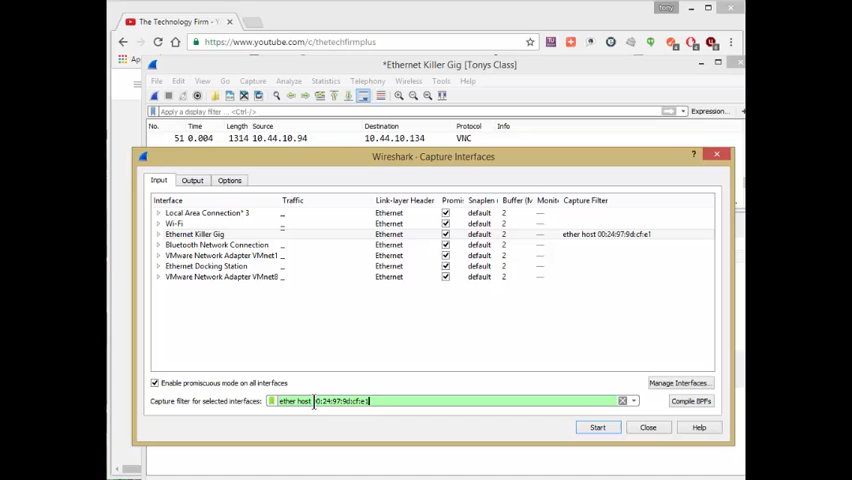 Tony
The Technology Firm - Y
https://www.youtube.com/c/thetechfirmplus
*Ethernet Killer Gig [Tonys Class]
File Edit View Go Capture Analyze Statistics Telephony Wireless Tools Help
Apply a display filter ... <Ctrl-/>
Expression...
No. Time Length Source Destination Protocol Info
51 0.004 1314 10.44.10.94 10.44.10.134 VNC
Wireshark · Capture Interfaces
Input Output Options
Interface Traffic Link-layer Header Promis Snaplen ( Buffer (M Monito Capture Filter
Local Area Connection* 3 Ethernet default 2 —
Wi-Fi Ethernet default 2 —
Ethernet Killer Gig Ethernet default 2 — ether host 00:24:97:9d:cf:e1
Bluetooth Network Connection Ethernet default 2 —
VMware Network Adapter VMnet1 Ethernet default 2 —
Ethernet Docking Station Ethernet default 2 —
VMware Network Adapter VMnet8 Ethernet default 2 —
Enable promiscuous mode on all interfaces
Manage Interfaces...
Capture filter for selected interfaces: ether host 00:24:97:9d:cf:e1
Compile BPFs
Start Close Help